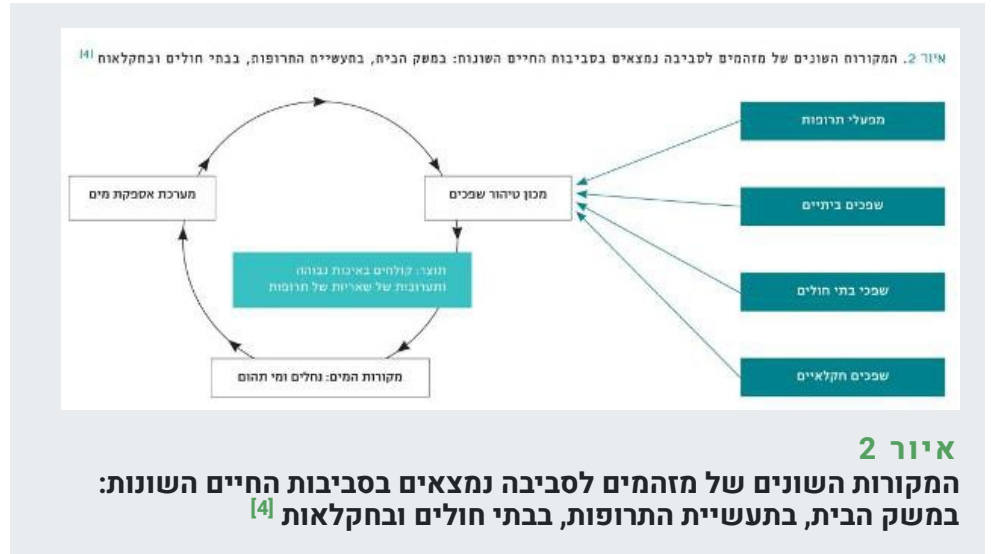 איור 2. המקורות השונים של מזהמים לסביבה נמצאים בסביבות החיים השונות: במשק הבית, בתעשיית התרופות, בבתי חולים ובחקלאות [4]
מפעלי תרופות
שפכים ביתיים
שפכי בתי חולים
שפכים חקלאיים
מכון טיהור שפכים
מערכת אספקת מים
תוצר: קולחים באיכות גבוהה
ותערובות של שאריות של תרופות
מקורות המים: נחלים ומי תהום
איור 2
המקורות השונים של מזהמים לסביבה נמצאים בסביבות החיים השונות:
במשק הבית, בתעשיית התרופות, בבתי חולים ובחקלאות [4]